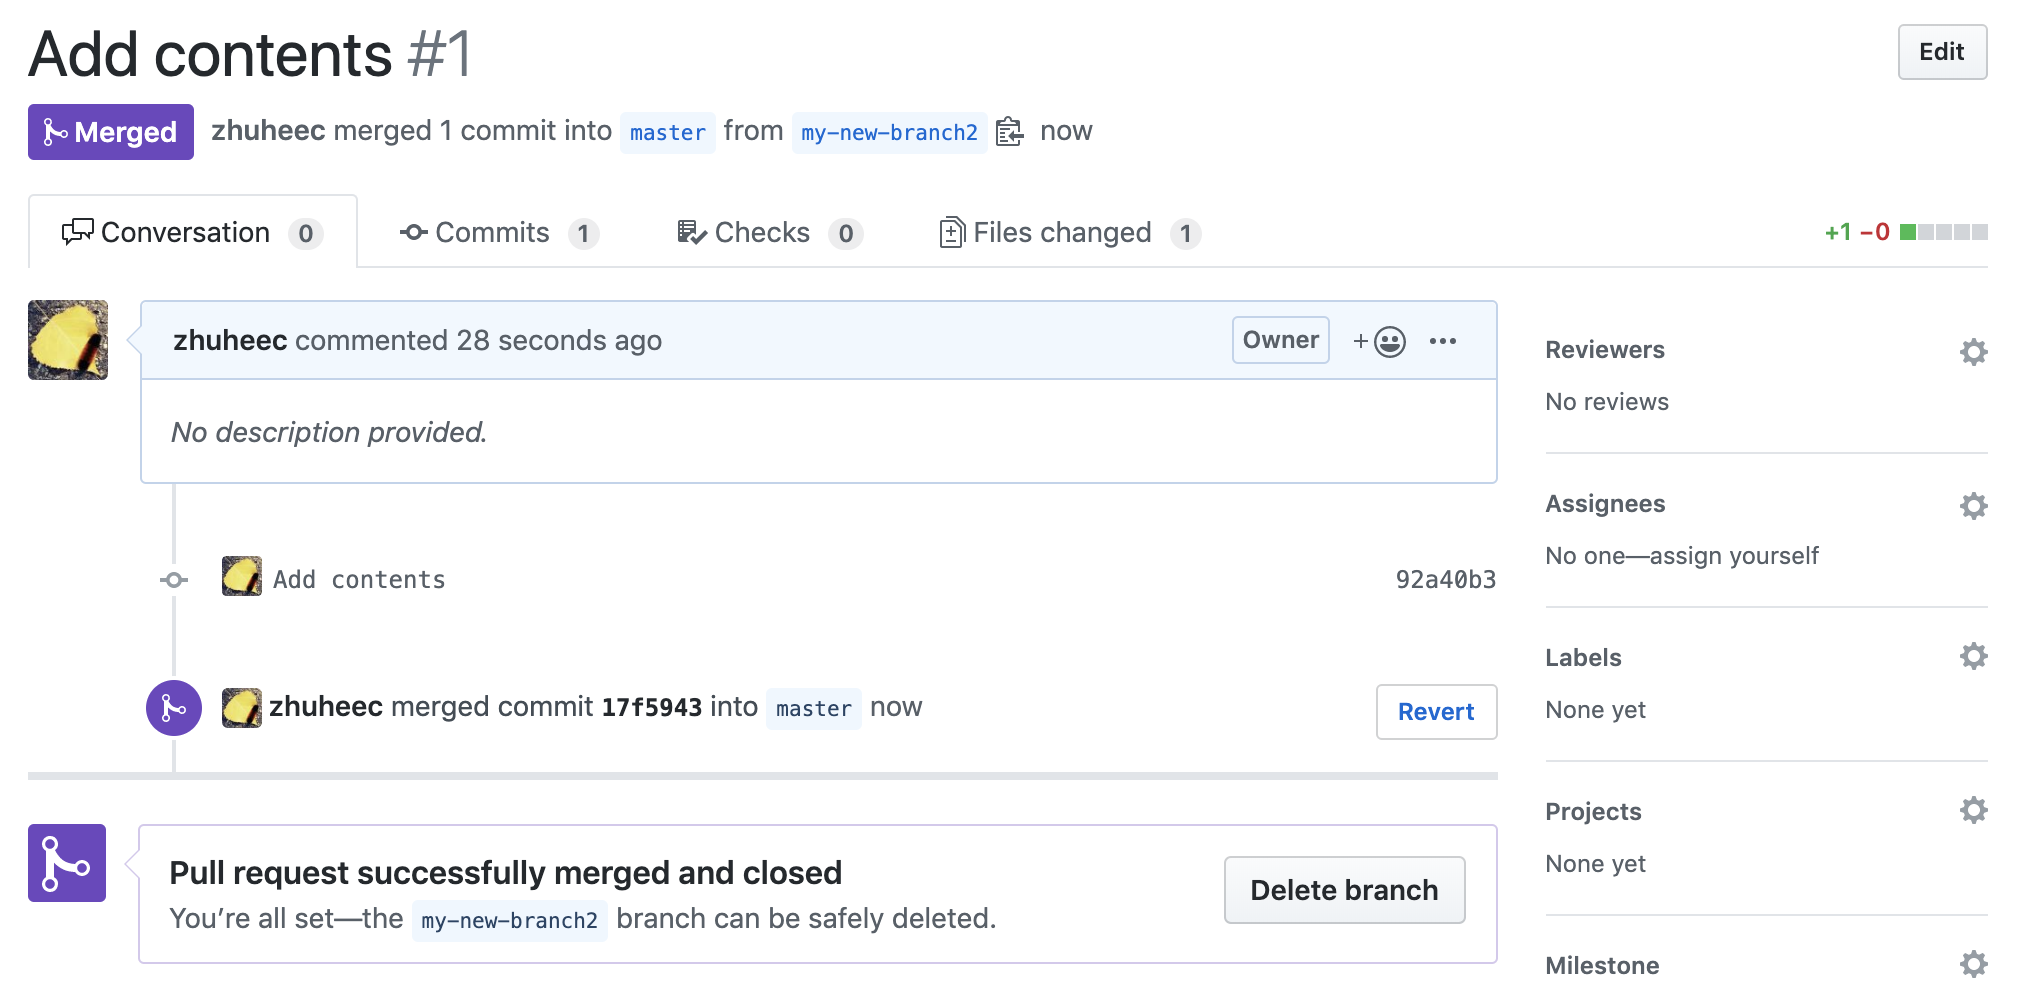 Add contents #1
Edit
Merged zhuheec merged 1 commit into master from my-new-branch2 now
Conversation 0 Commits 1 Checks 0 Files changed 1 +1 −0
zhuheec commented 28 seconds ago Owner +
No description provided.
Add contents 92a40b3
zhuheec merged commit 17f5943 into master now Revert
Pull request successfully merged and closed
You’re all set—the my-new-branch2 branch can be safely deleted.
Delete branch
Reviewers
No reviews
Assignees
No one—assign yourself
Labels
None yet
Projects
None yet
Milestone